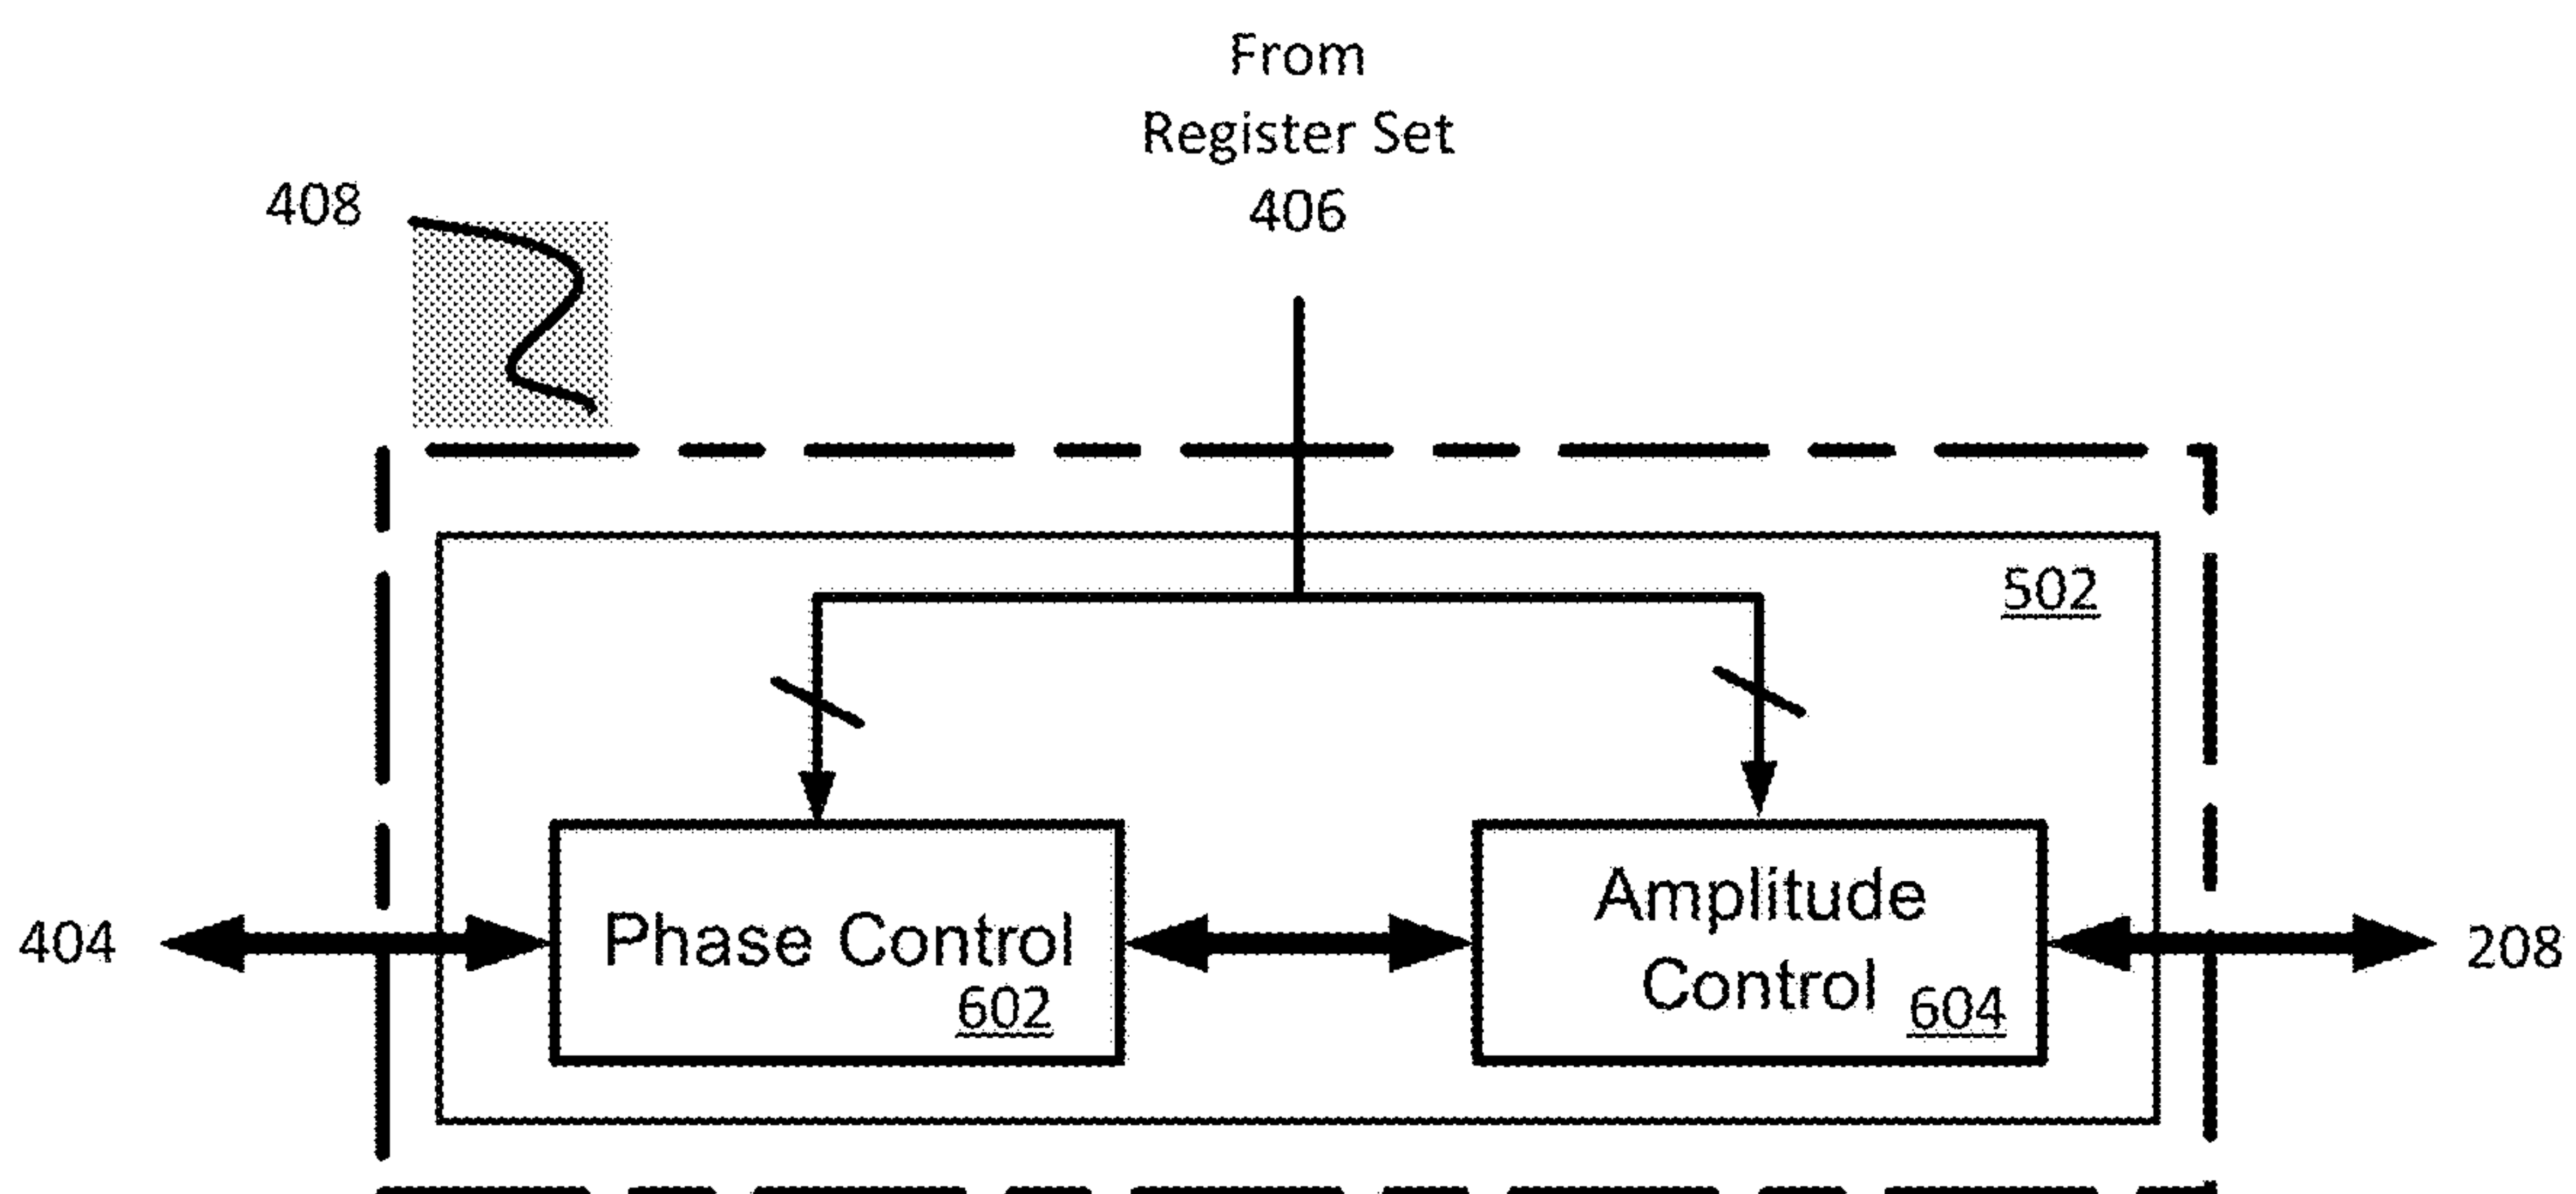 From
Register Set
406
408
502
404
Phase Control
602
Amplitude
Control
604
208